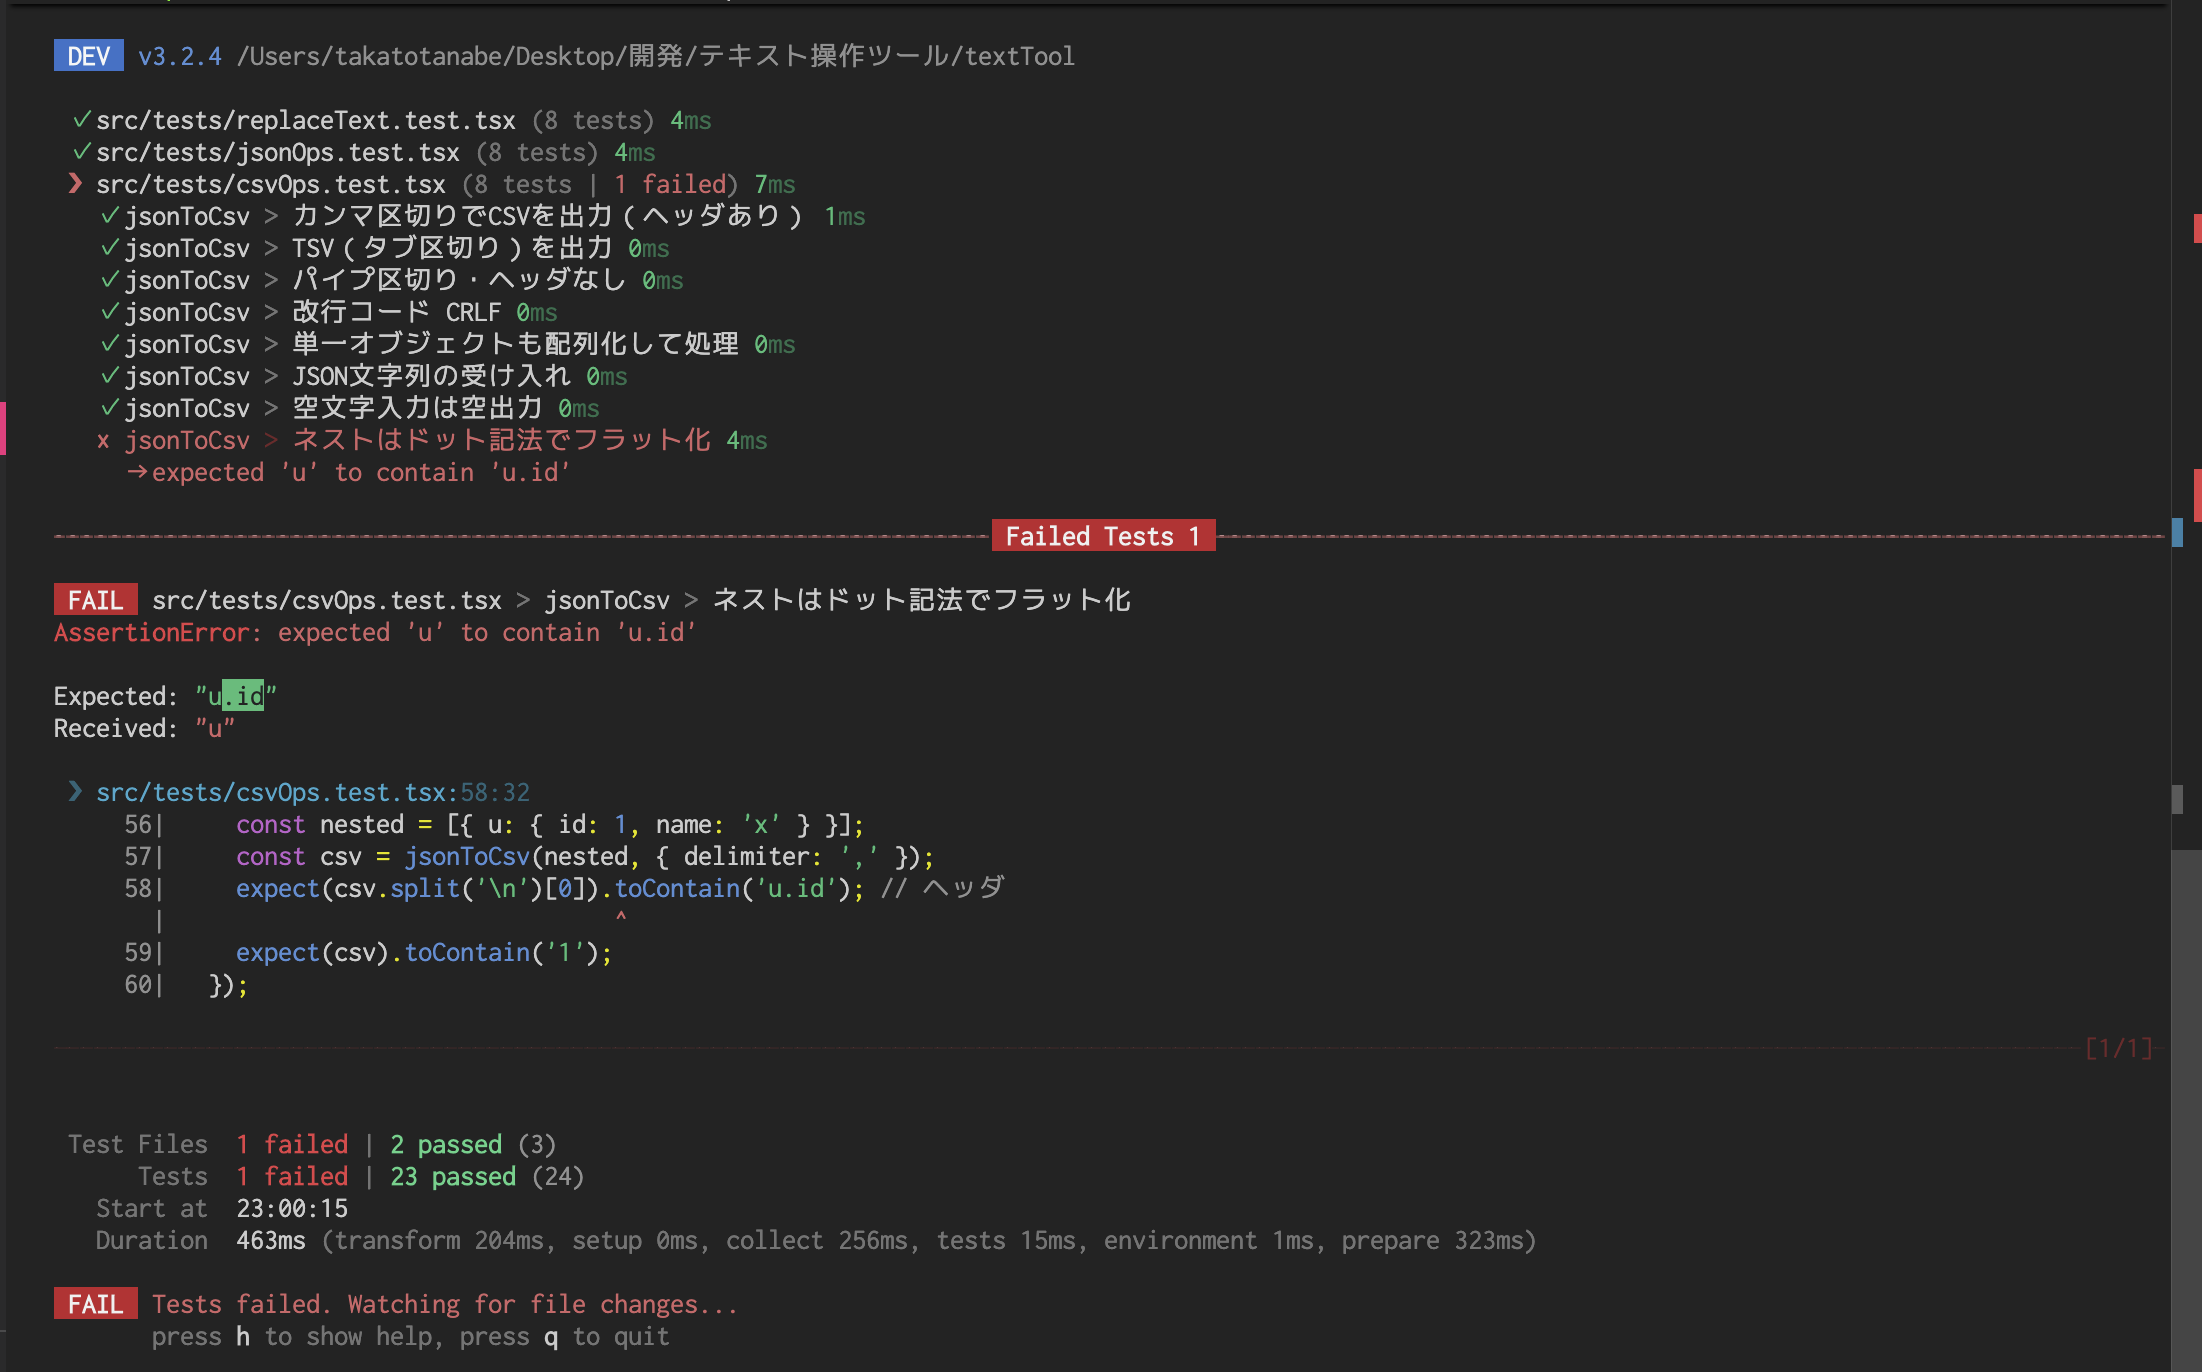 DEV v3.2.4 /Users/takatotanabe/Desktop/開発/テキスト操作ツール/textTool
✓ src/tests/replaceText.test.tsx (8 tests) 4ms
✓ src/tests/jsonOps.test.tsx (8 tests) 4ms
❯ src/tests/csvOps.test.tsx (8 tests | 1 failed) 7ms
✓ jsonToCsv > カンマ区切りでCSVを出力(ヘッダあり) 1ms
✓ jsonToCsv > TSV(タブ区切り)を出力 0ms
✓ jsonToCsv > パイプ区切り・ヘッダなし 0ms
✓ jsonToCsv > 改行コード CRLF 0ms
✓ jsonToCsv > 単一オブジェクトも配列化して処理 0ms
✓ jsonToCsv > JSON文字列の受け入れ 0ms
✓ jsonToCsv > 空文字入力は空出力 0ms
x jsonToCsv > ネストはドット記法でフラット化 4ms
→ expected 'u' to contain 'u.id'
Failed Tests 1
FAIL src/tests/csvOps.test.tsx > jsonToCsv > ネストはドット記法でフラット化
AssertionError: expected 'u' to contain 'u.id'
Expected: "u.id"
Received: "u"
❯ src/tests/csvOps.test.tsx:58:32
56| const nested = [{ u: { id: 1, name: 'x' } }];
57| const csv = jsonToCsv(nested, { delimiter: ',' });
58| expect(csv.split('\n')[0]).toContain('u.id'); // ヘッダ
| ^
59| expect(csv).toContain('1');
60| });
[1/1]
Test Files 1 failed | 2 passed (3)
Tests 1 failed | 23 passed (24)
Start at 23:00:15
Duration 463ms (transform 204ms, setup 0ms, collect 256ms, tests 15ms, environment 1ms, prepare 323ms)
FAIL Tests failed. Watching for file changes...
press h to show help, press q to quit